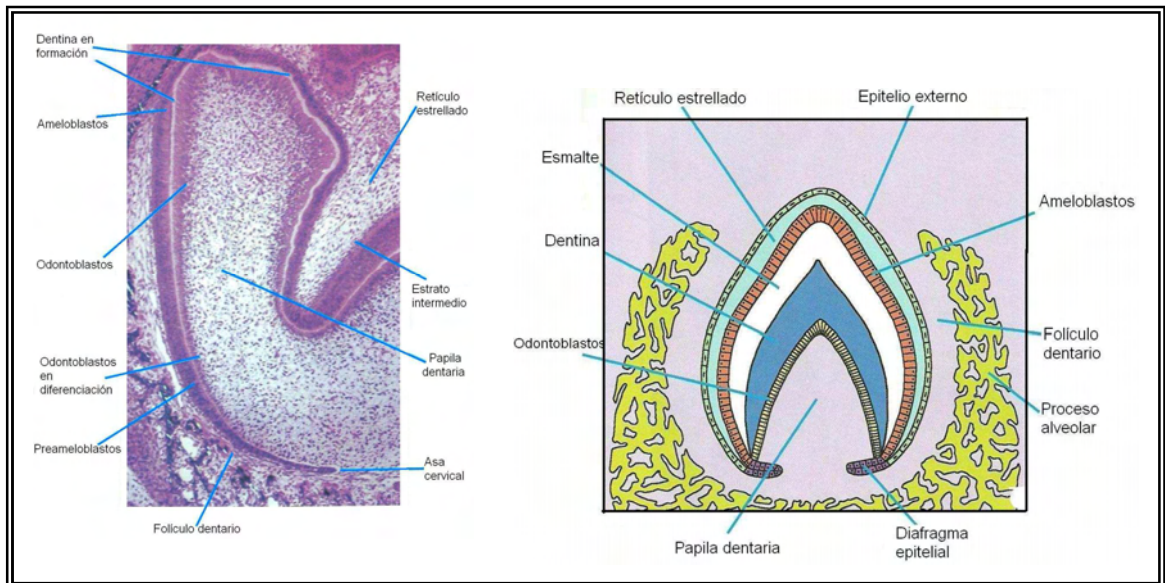 Dentina en
formación
Ameloblastos
Odontoblastos
Odontoblastos
en
diferenciación
Preameloblastos
Folículo dentario
Retículo
estrellado
Estrato
intermedio
Papila
dentaria
Asa
cervical
Retículo estrellado
Epitelio externo
Esmalte
Ameloblastos
Dentina
Odontoblastos
Folículo
dentario
Proceso
alveolar
Papila dentaria
Diafragma
epitelial